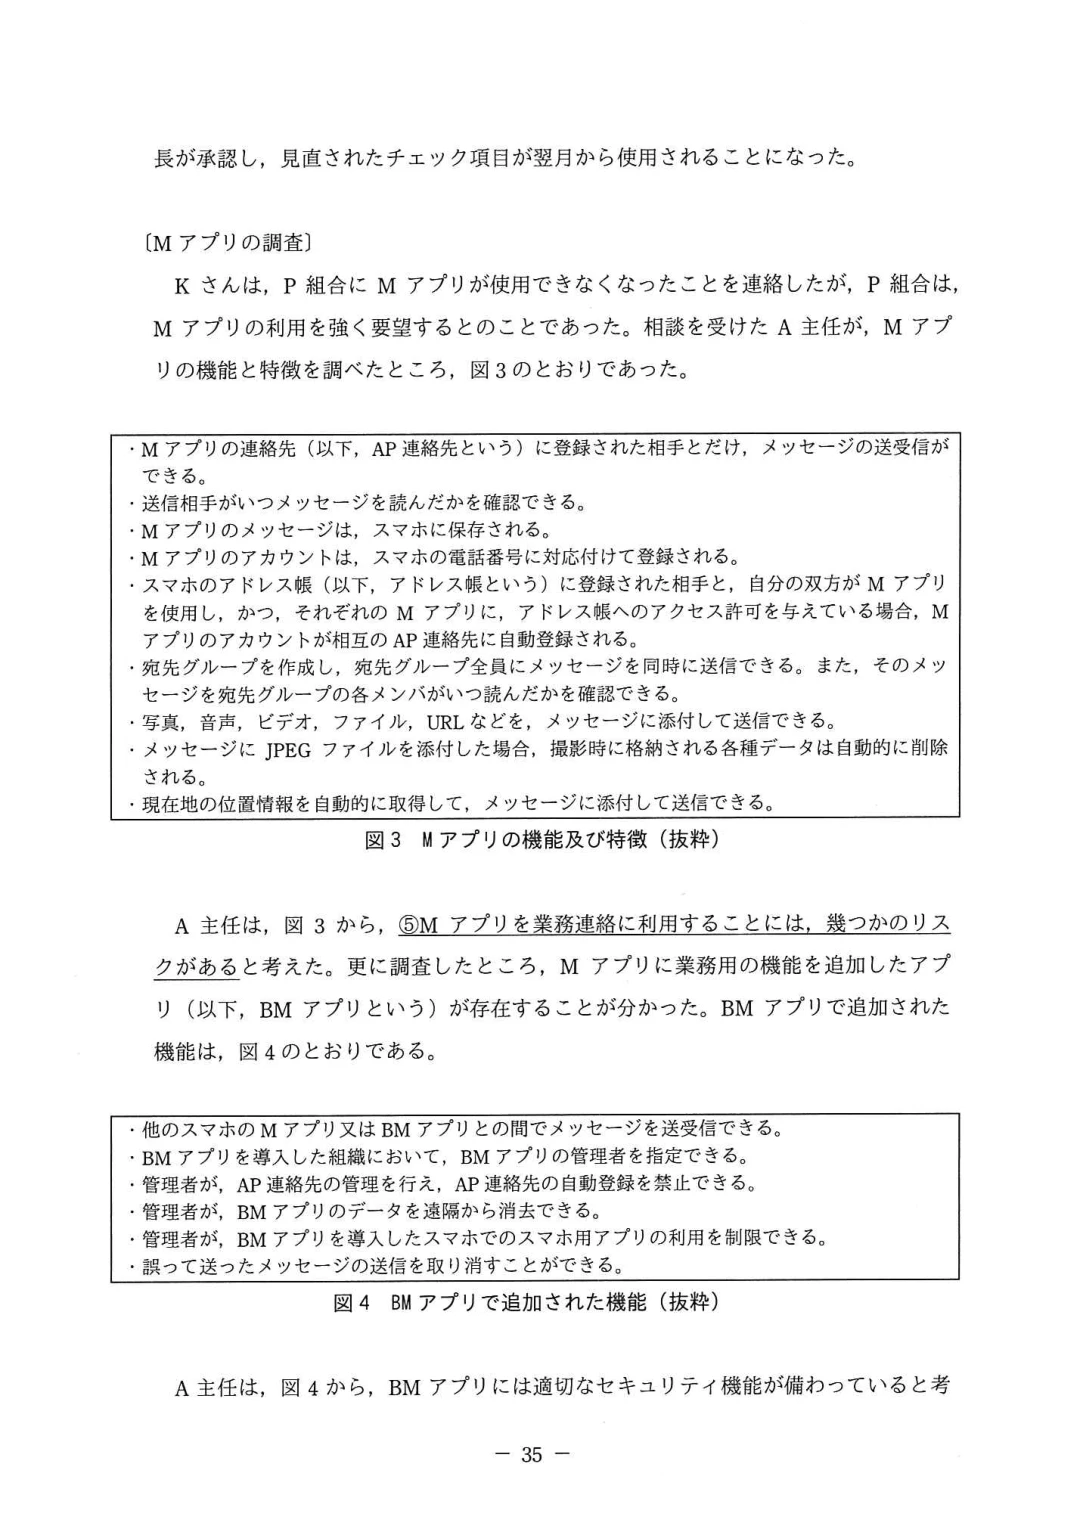 長が承認し，見直されたチェック項目が翌月から使用されることになった。
〔M アプリの調査〕
K さんは，P 組合に M アプリが使用できなくなったことを連絡したが，P 組合は，
M アプリの利用を強く要望するとのことであった。相談を受けた A 主任が，M アプ
リの機能と特徴を調べたところ，図 3 のとおりであった。
・M アプリの連絡先（以下，AP 連絡先という）に登録された相手とだけ，メッセージの送受信が
できる。
・送信相手がいつメッセージを読んだかを確認できる。
・M アプリのメッセージは，スマホに保存される。
・M アプリのアカウントは，スマホの電話番号に対応付けて登録される。
・スマホのアドレス帳（以下，アドレス帳という）に登録された相手と，自分の双方が M アプリ
を使用し，かつ，それぞれの M アプリに，アドレス帳へのアクセス許可を与えている場合，M
アプリのアカウントが相互の AP 連絡先に自動登録される。
・宛先グループを作成し，宛先グループ全員にメッセージを同時に送信できる。また，そのメッ
セージを宛先グループの各メンバがいつ読んだかを確認できる。
・写真，音声，ビデオ，ファイル，URL などを，メッセージに添付して送信できる。
・メッセージに JPEG ファイルを添付した場合，撮影時に格納される各種データは自動的に削除
される。
・現在地の位置情報を自動的に取得して，メッセージに添付して送信できる。
図 3　M アプリの機能及び特徴（抜粋）
A 主任は，図 3 から，⑤M アプリを業務連絡に利用することには，幾つかのリス
クがあると考えた。更に調査したところ，M アプリに業務用の機能を追加したアプ
リ（以下，BM アプリという）が存在することが分かった。BM アプリで追加された
機能は，図 4 のとおりである。
・他のスマホの M アプリ又は BM アプリとの間でメッセージを送受信できる。
・BM アプリを導入した組織において，BM アプリの管理者を指定できる。
・管理者が，AP 連絡先の管理を行え，AP 連絡先の自動登録を禁止できる。
・管理者が，BM アプリのデータを遠隔から消去できる。
・管理者が，BM アプリを導入したスマホでのスマホ用アプリの利用を制限できる。
・誤って送ったメッセージの送信を取り消すことができる。
図 4　BM アプリで追加された機能（抜粋）
A 主任は，図 4 から，BM アプリには適切なセキュリティ機能が備わっていると考
－ 35 －